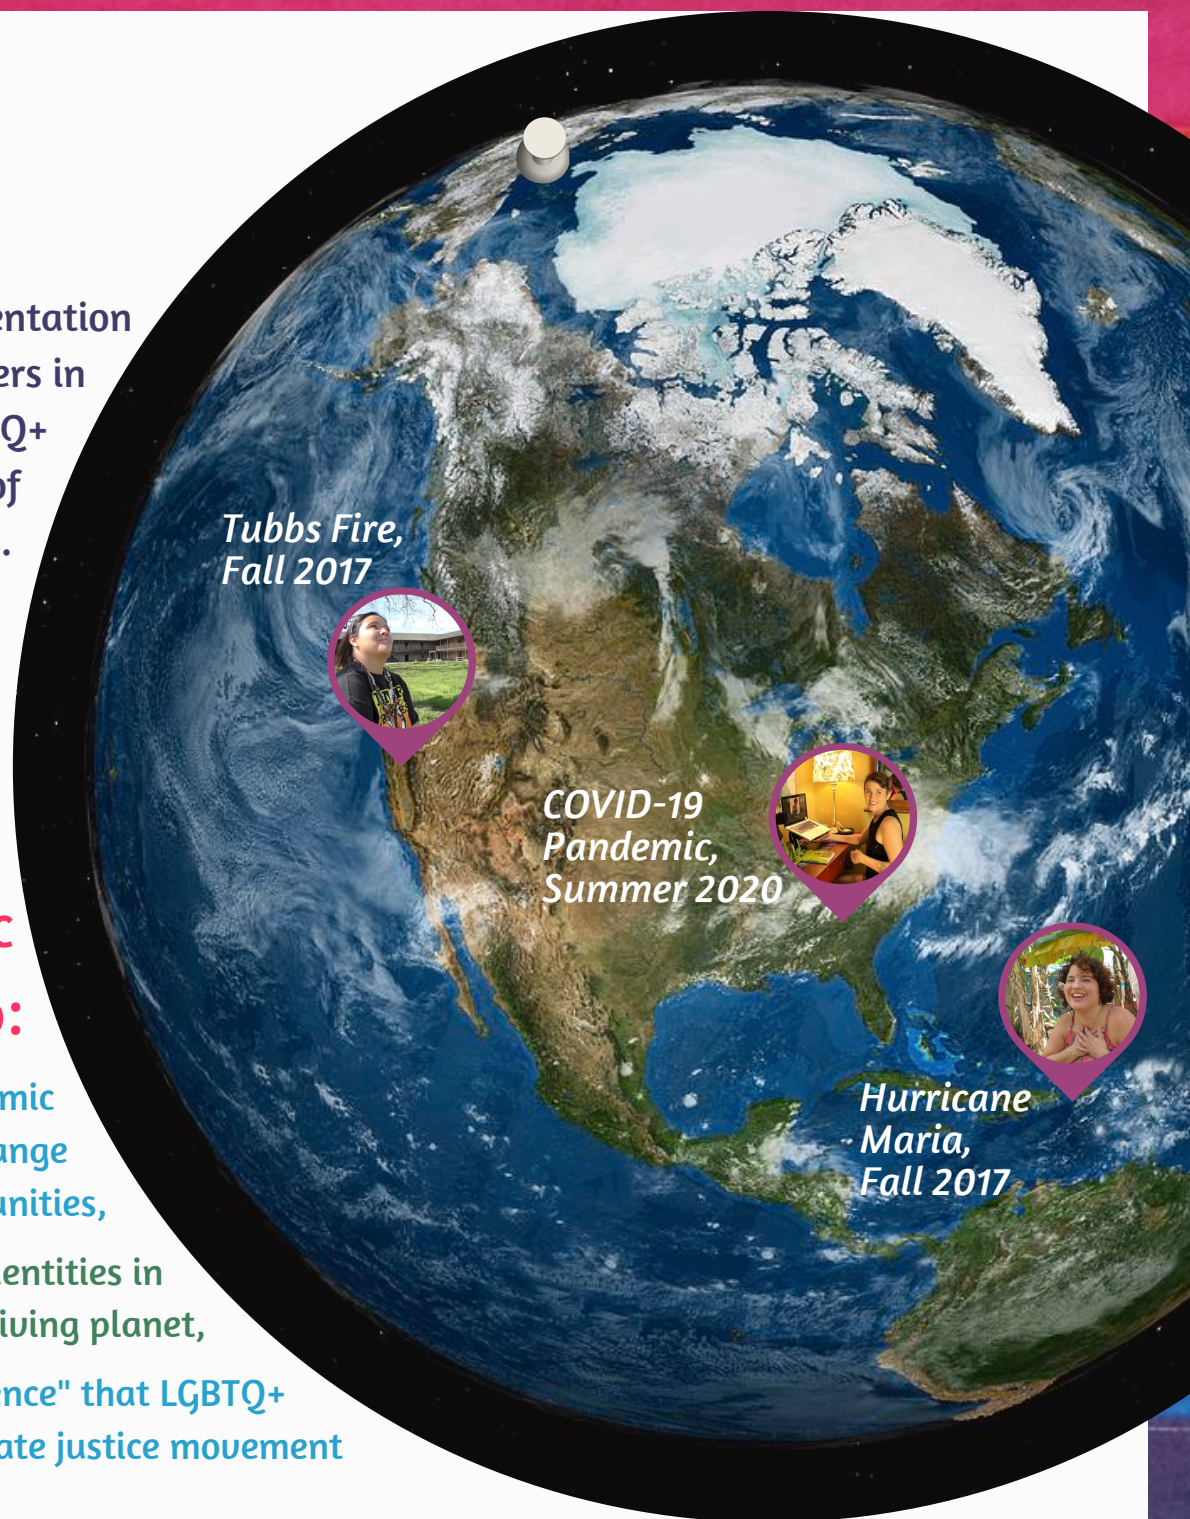 entation
ers in
Q+
of
.
Tubbs Fire,
Fall 2017
COVID-19
Pandemic,
Summer 2020
Hurricane
Maria,
Fall 2017
c
:
mic
ange
unities,
entities in
iving planet,
ence" that LGBTQ+
ate justice movement